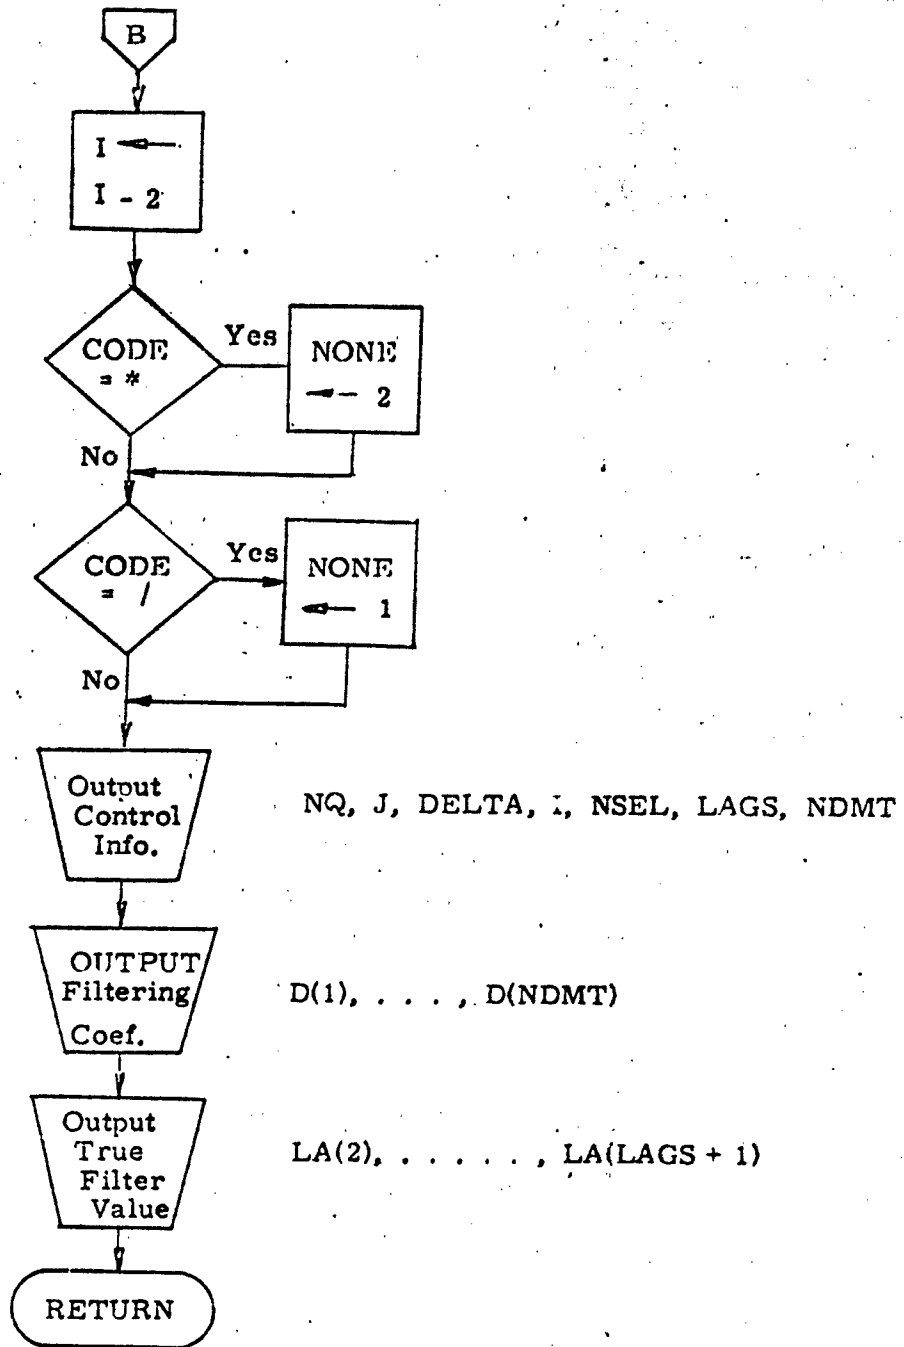 B
I ←
I - 2
CODE
= *
Yes
NONE
← 2
No
CODE
= /
Yes
NONE
← 1
No
Output
Control
Info.
NQ, J, DELTA, I, NSEL, LAGS, NDMT
OUTPUT
Filtering
Coef.
D(1), . . . , D(NDMT)
Output
True
Filter
Value
LA(2), . . . . . . , LA(LAGS + 1)
RETURN